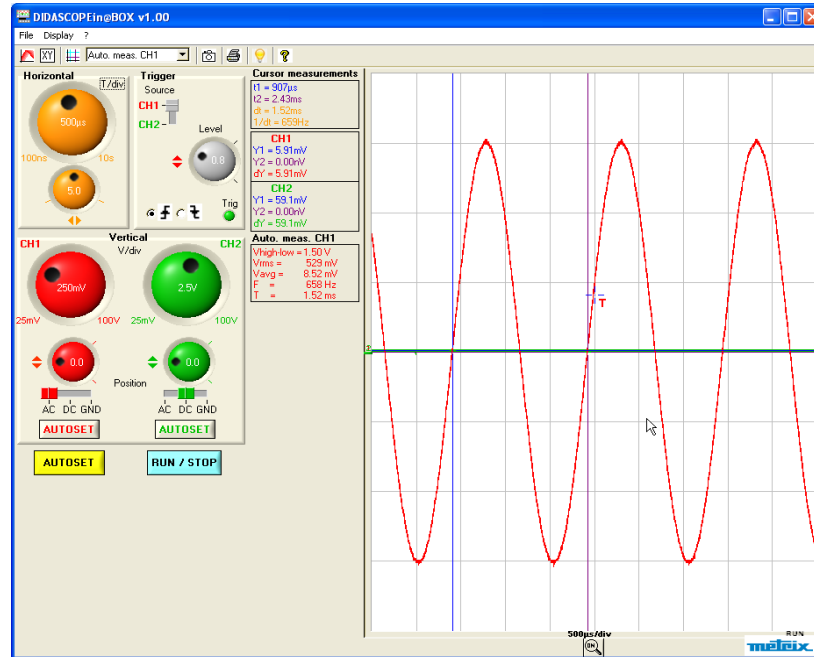 DIDASCOPEin@BOX v1.00
File Display ?
XY Auto. meas. CH1 ?
Horizontal
T/div
500µs
100ns 10s
5.0
Trigger
Source
CH1
CH2
Level
0.8
Trig
Cursor measurements
t1 = 907µs
t2 = 2.43ms
dt = 1.52ms
1/dt = 659Hz
CH1
Y1 = 5.91mV
Y2 = 0.00nV
dY = 5.91mV
CH2
Y1 = 59.1mV
Y2 = 0.00nV
dY = 59.1mV
Auto. meas. CH1
Vhigh-low = 1.50 V
Vrms = 529 mV
Vavg = 8.52 mV
F = 658 Hz
T = 1.52 ms
Vertical
CH1 V/div CH2
250mV 2.5V
25mV 100V 25mV 100V
0.0 0.0
Position
AC DC GND AC DC GND
AUTOSET AUTOSET
AUTOSET RUN / STOP
T
500µs/div
RUN
ON
metrix